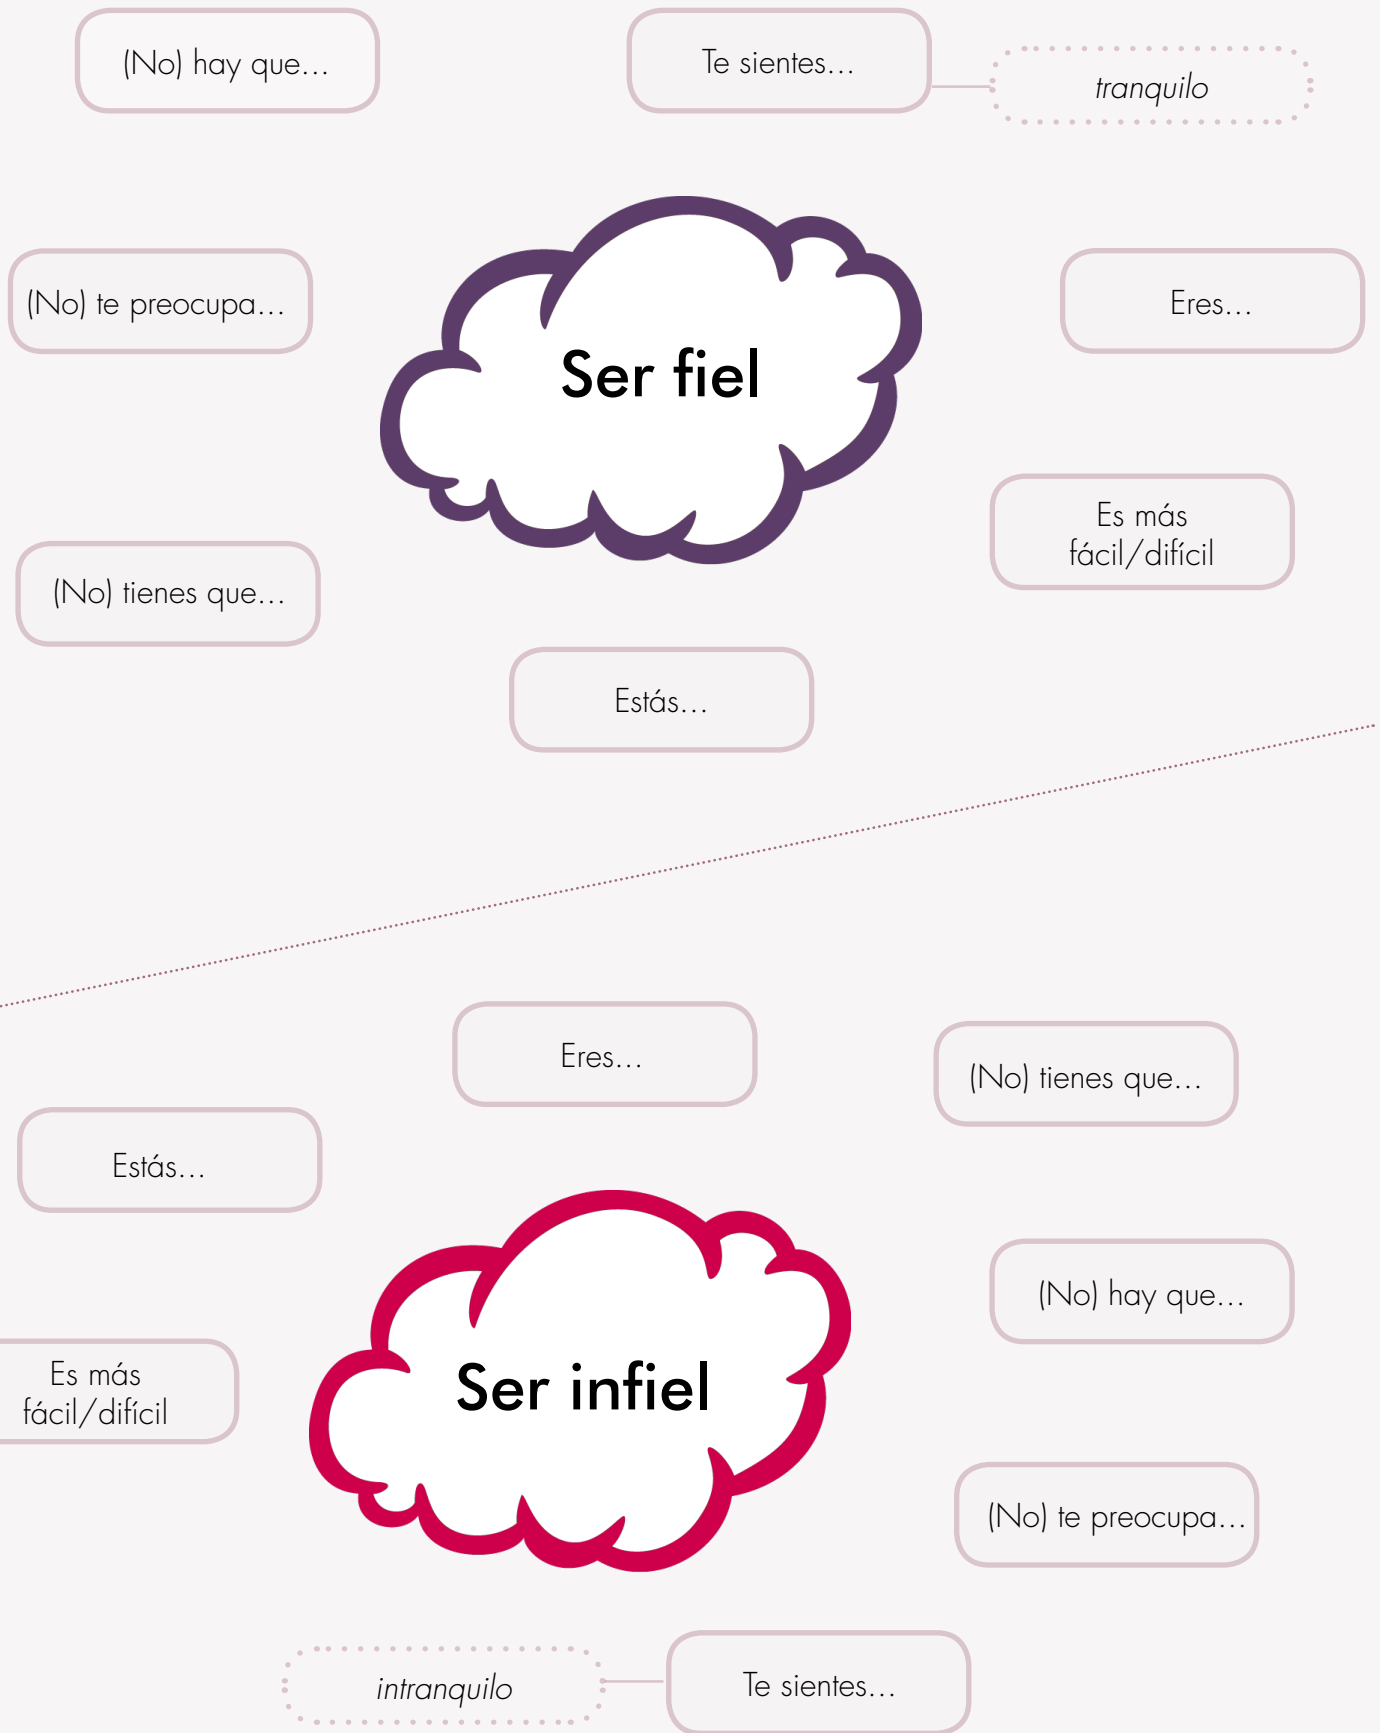 (No) hay que...
Te sientes...
tranquilo
(No) te preocupa...
Eres...
Ser fiel
Es más
fácil/difícil
(No) tienes que...
Estás...
Eres...
(No) tienes que...
Estás...
(No) hay que...
Es más
fácil/difícil
Ser infiel
(No) te preocupa...
intranquilo
Te sientes...